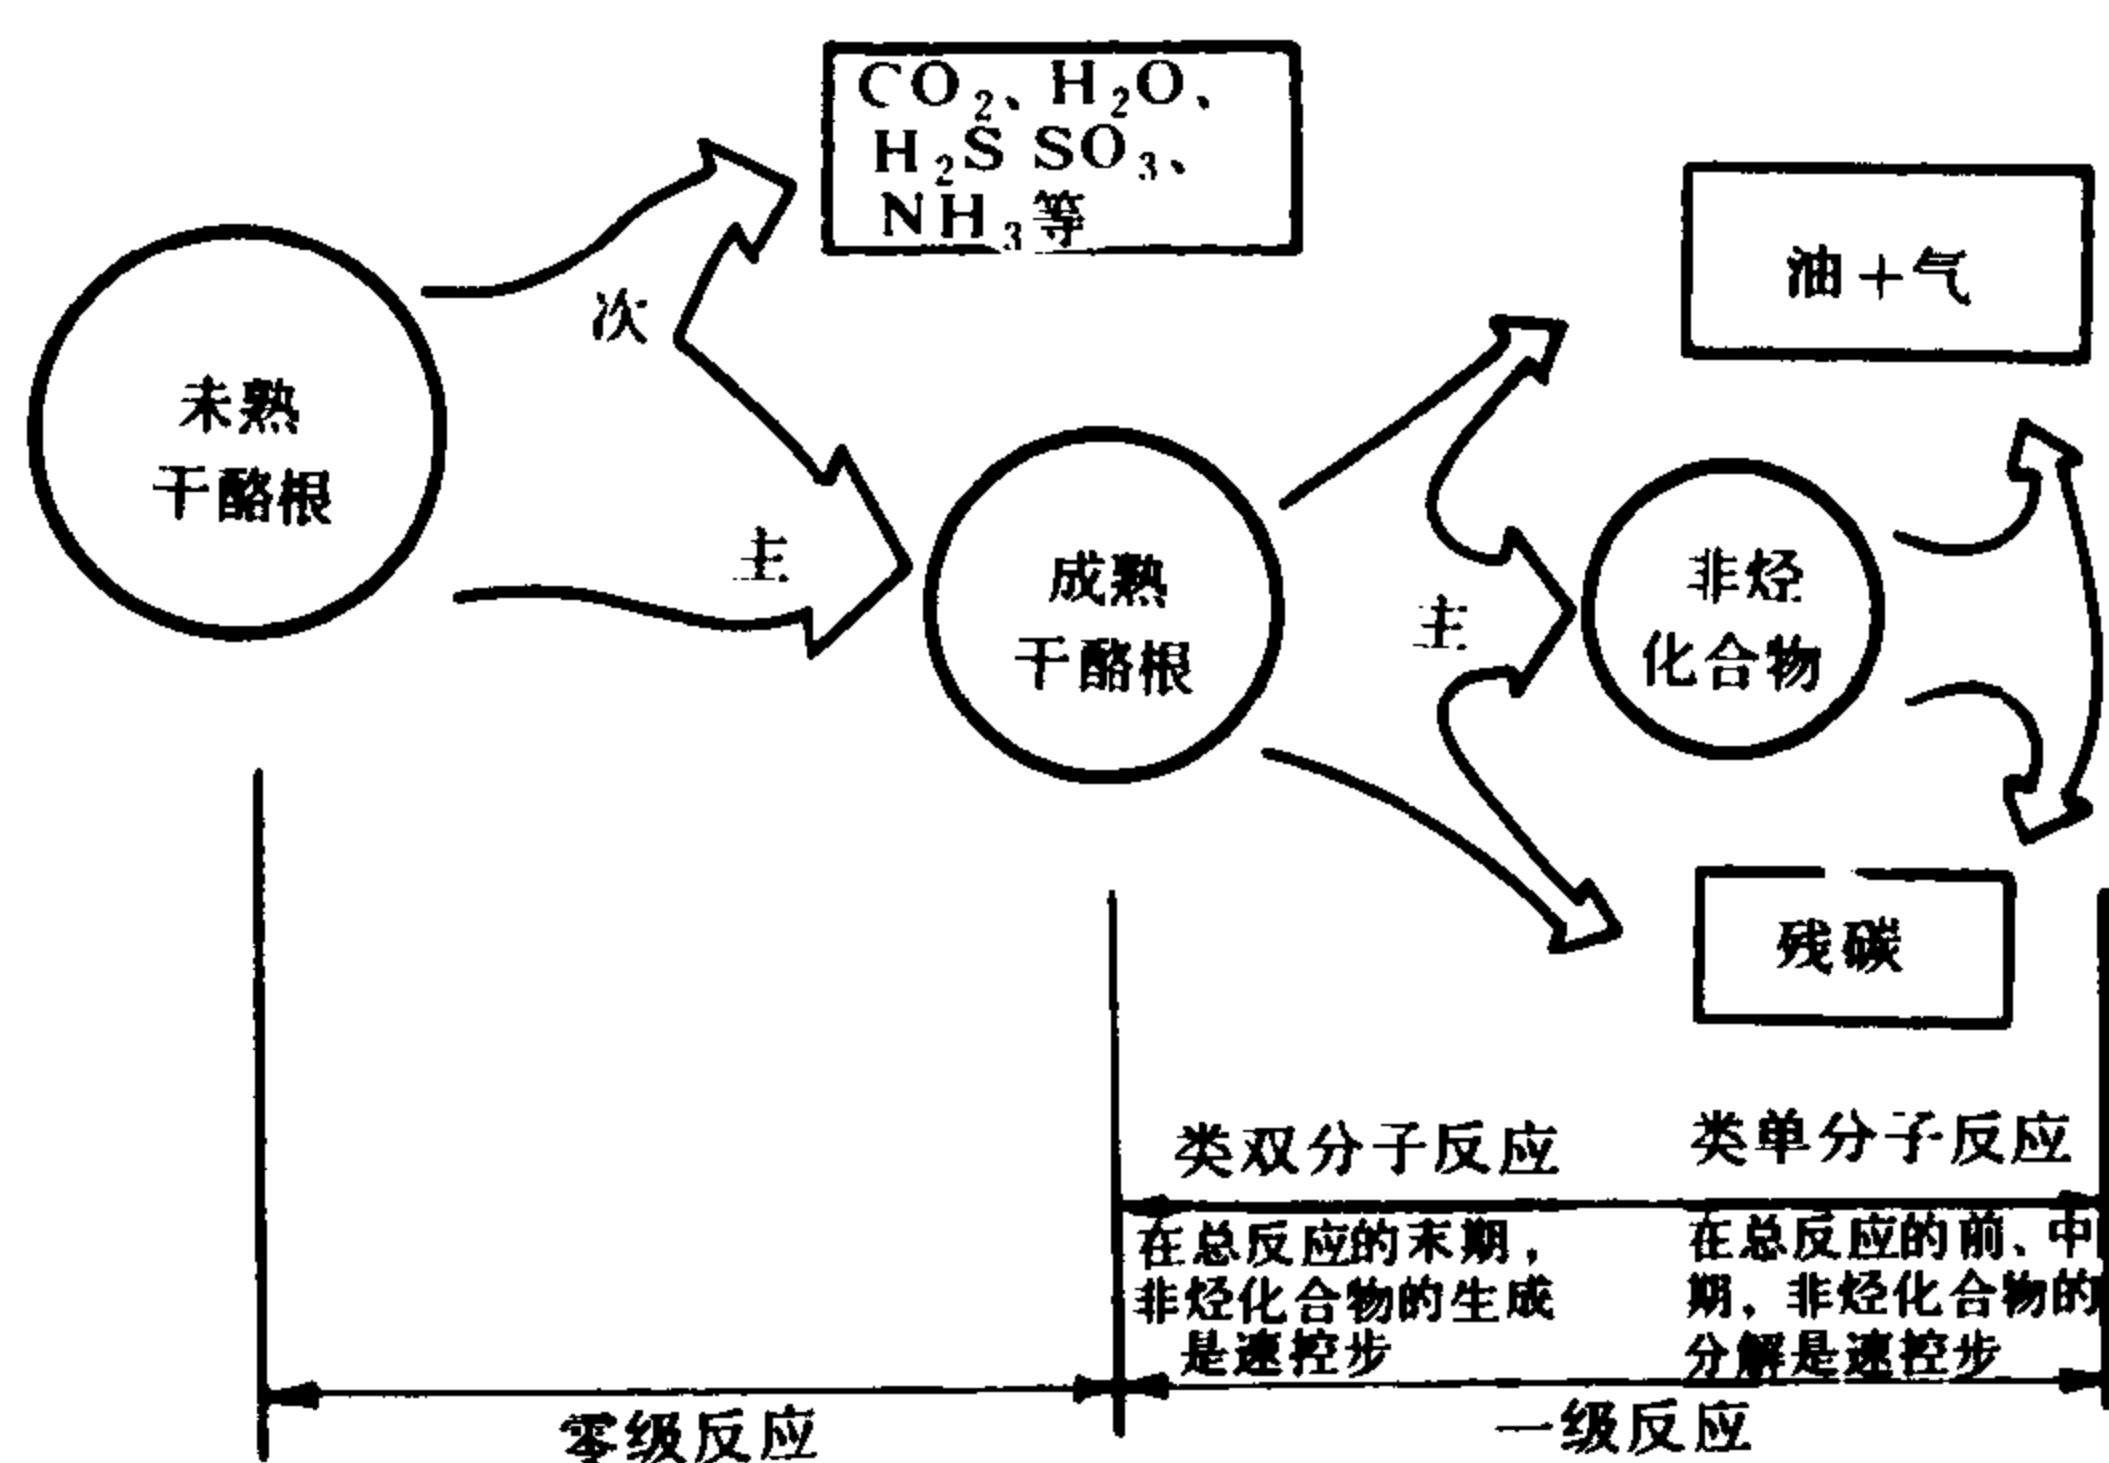 CO₂、H₂O、
H₂S SO₃、
NH₃等
油+气
次
未熟
干酪根
主
成熟
干酪根
主
非烃
化合物
残碳
类双分子反应
类单分子反应
在总反应的末期,
非烃化合物的生成
是速控步
在总反应的前、中
期,非烃化合物的
分解是速控步
零级反应
一级反应